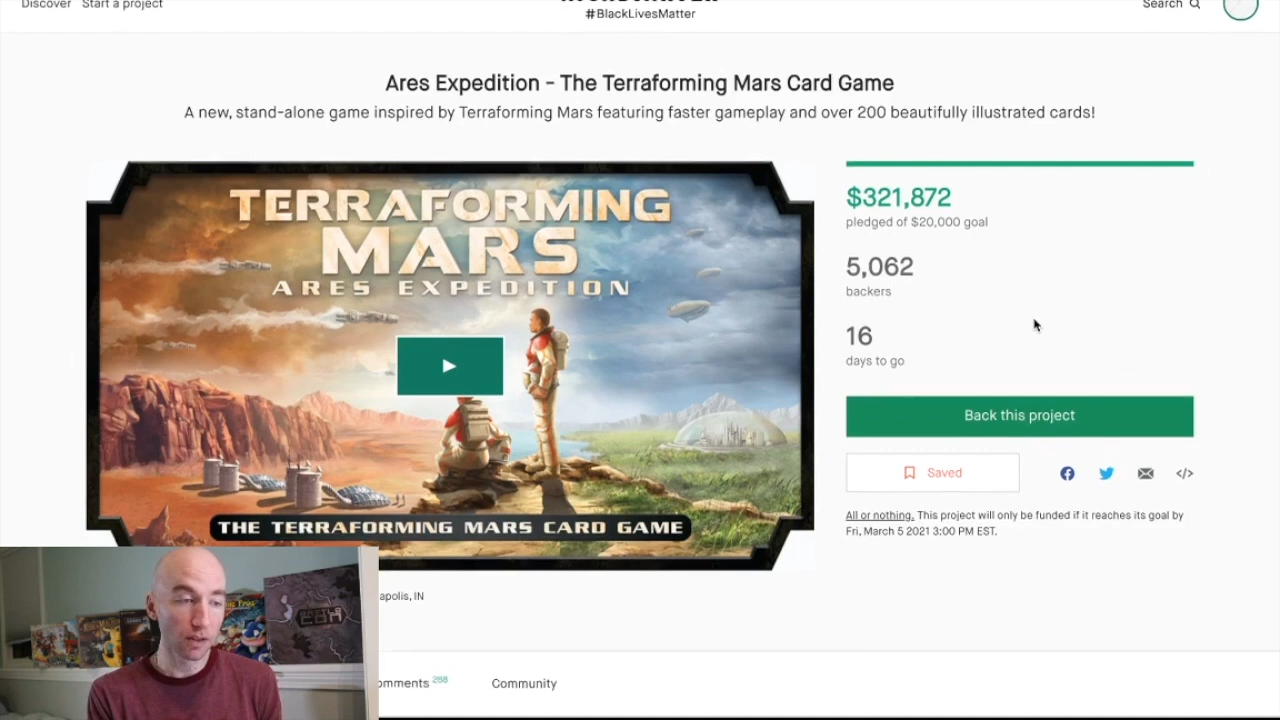 Discover Start a project
#BlackLivesMatter
Search
Ares Expedition - The Terraforming Mars Card Game
A new, stand-alone game inspired by Terraforming Mars featuring faster gameplay and over 200 beautifully illustrated cards!
TERRAFORMING
MARS
ARES EXPEDITION
THE TERRAFORMING MARS CARD GAME
$321,872
pledged of $20,000 goal
5,062
backers
16
days to go
Back this project
Saved
</>
All or nothing. This project will only be funded if it reaches its goal by
Fri, March 5 2021 3:00 PM EST.
apolis, IN
omments 288
Community
BATTLE
CON